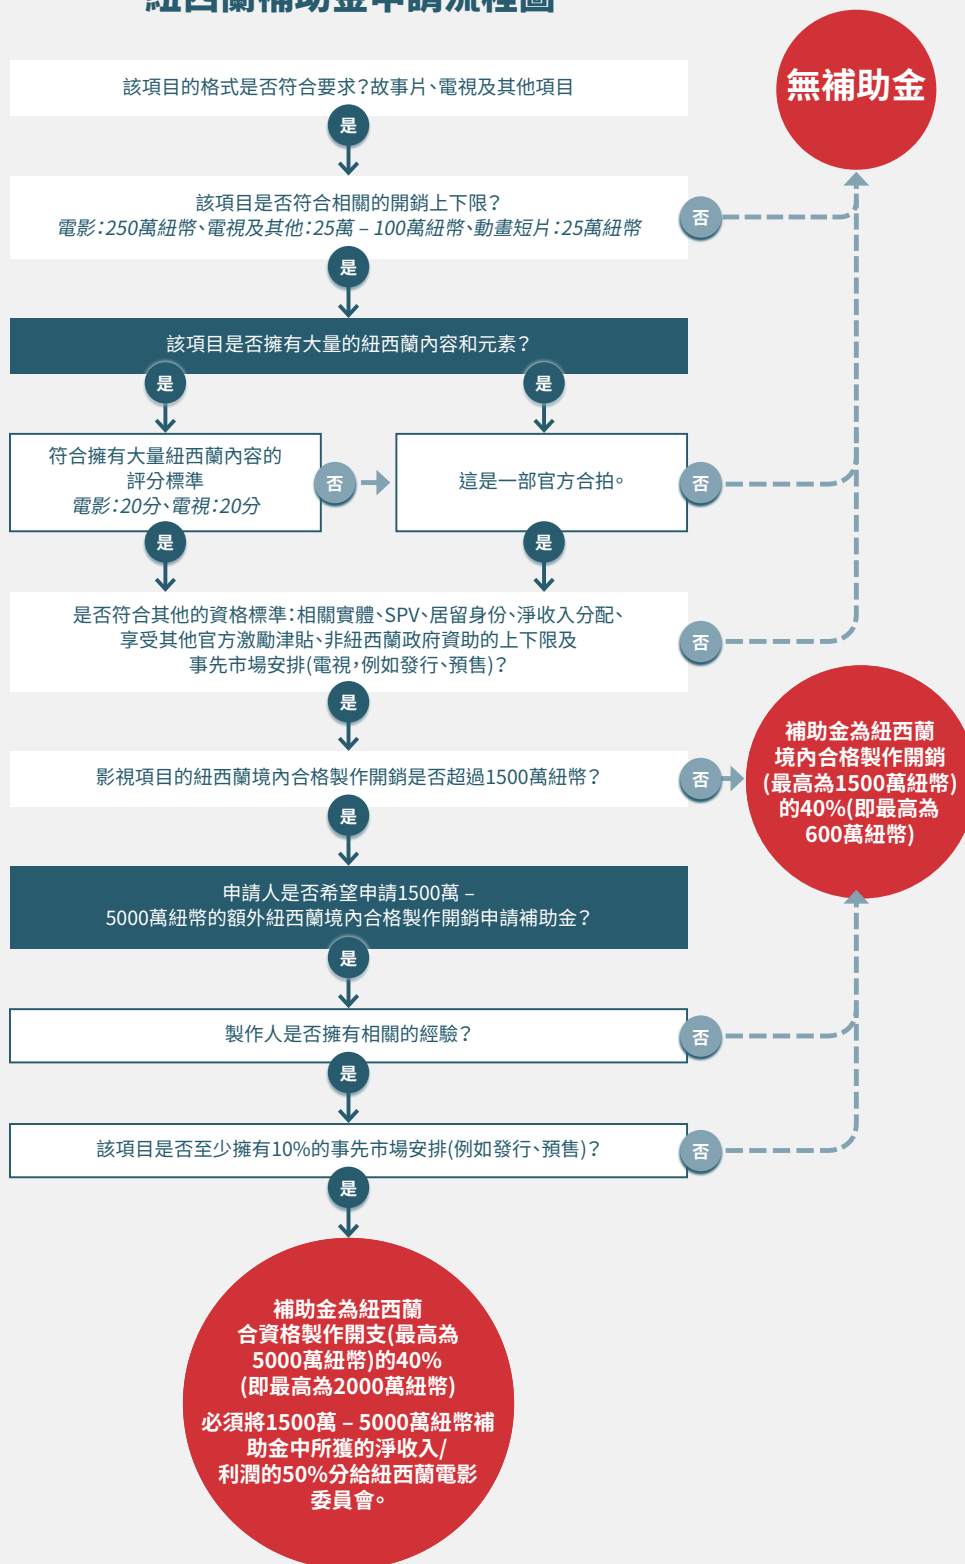 紐西蘭補助金申請流程圖
無補助金
該項目的格式是否符合要求？故事片、電視及其他項目
是
該項目是否符合相關的開銷上下限？
電影：250萬紐幣、電視及其他：25萬 – 100萬紐幣、動畫短片：25萬紐幣
否
是
該項目是否擁有大量的紐西蘭內容和元素？
是
是
符合擁有大量紐西蘭內容的
評分標準
電影：20分、電視：20分
否
這是一部官方合拍。
否
是
是
是否符合其他的資格標準：相關實體、SPV、居留身份、淨收入分配、
享受其他官方激勵津貼、非紐西蘭政府資助的上下限及
事先市場安排(電視，例如發行、預售)？
否
是
影視項目的紐西蘭境內合格製作開銷是否超過1500萬紐幣？
否
補助金為紐西蘭
境內合格製作開銷
(最高為1500萬紐幣)
的40%(即最高為
600萬紐幣)
是
申請人是否希望申請1500萬 –
5000萬紐幣的額外紐西蘭境內合格製作開銷申請補助金？
是
製作人是否擁有相關的經驗？
否
是
該項目是否至少擁有10%的事先市場安排(例如發行、預售)？
否
是
補助金為紐西蘭
合資格製作開支(最高為
5000萬紐幣)的40%
(即最高為2000萬紐幣)
必須將1500萬 – 5000萬紐幣補
助金中所獲的淨收入/
利潤的50%分給紐西蘭電影
委員會。